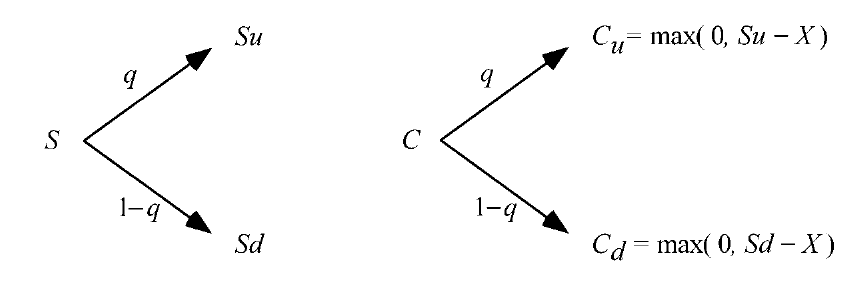 Su
C_u = max( 0, Su − X )
q
q
S
C
1−q
1−q
Sd
C_d = max( 0, Sd − X )